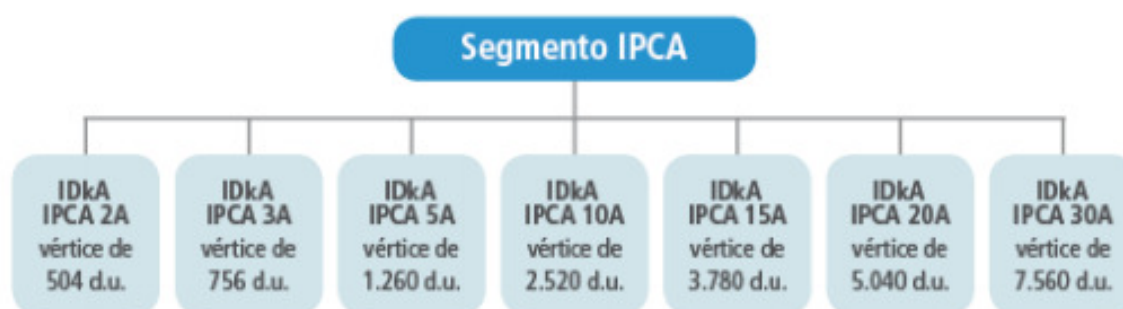 Segmento IPCA
IDkA
IPCA 2A
vértice de
504 d.u.
IDkA
IPCA 3A
vértice de
756 d.u.
IDkA
IPCA 5A
vértice de
1.260 d.u.
IDkA
IPCA 10A
vértice de
2.520 d.u.
IDkA
IPCA 15A
vértice de
3.780 d.u.
IDkA
IPCA 20A
vértice de
5.040 d.u.
IDkA
IPCA 30A
vértice de
7.560 d.u.